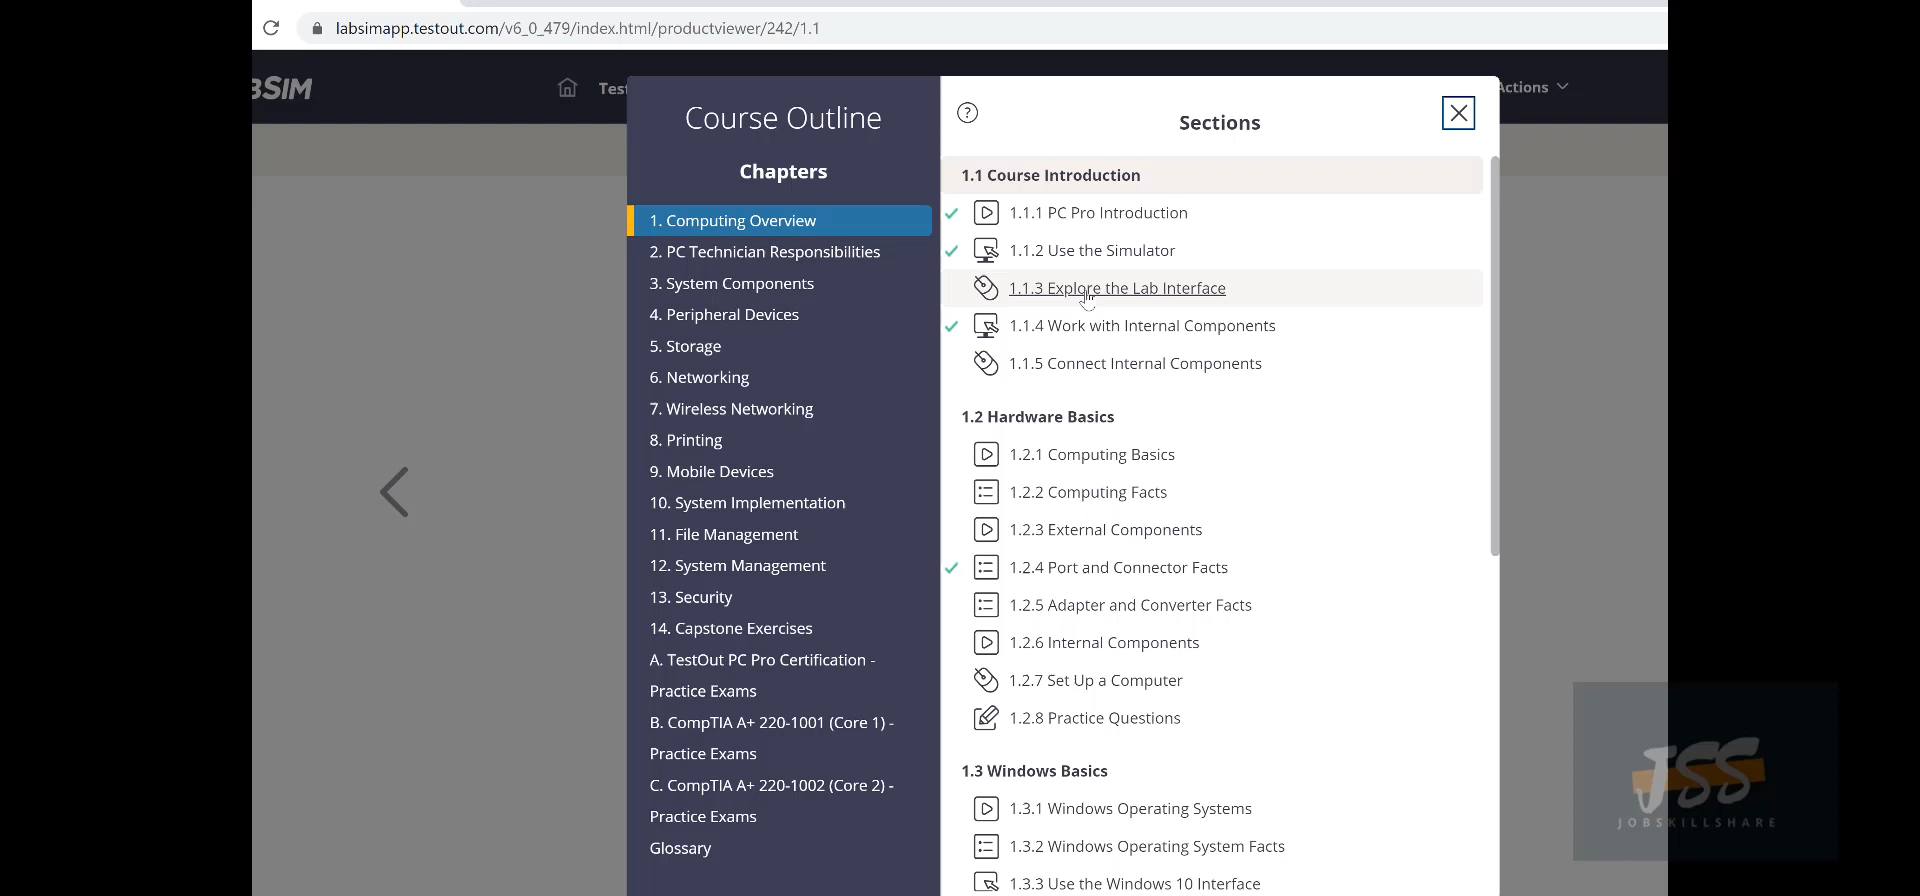 labsimapp.testout.com/v6_0_479/index.html/productviewer/242/1.1
BSIM
Test
Actions
Course Outline
Chapters
1. Computing Overview
2. PC Technician Responsibilities
3. System Components
4. Peripheral Devices
5. Storage
6. Networking
7. Wireless Networking
8. Printing
9. Mobile Devices
10. System Implementation
11. File Management
12. System Management
13. Security
14. Capstone Exercises
A. TestOut PC Pro Certification -
Practice Exams
B. CompTIA A+ 220-1001 (Core 1) -
Practice Exams
C. CompTIA A+ 220-1002 (Core 2) -
Practice Exams
Glossary
?
Sections
1.1 Course Introduction
1.1.1 PC Pro Introduction
1.1.2 Use the Simulator
1.1.3 Explore the Lab Interface
1.1.4 Work with Internal Components
1.1.5 Connect Internal Components
1.2 Hardware Basics
1.2.1 Computing Basics
1.2.2 Computing Facts
1.2.3 External Components
1.2.4 Port and Connector Facts
1.2.5 Adapter and Converter Facts
1.2.6 Internal Components
1.2.7 Set Up a Computer
1.2.8 Practice Questions
1.3 Windows Basics
1.3.1 Windows Operating Systems
1.3.2 Windows Operating System Facts
1.3.3 Use the Windows 10 Interface
JSS
JOBSKILLSHARE